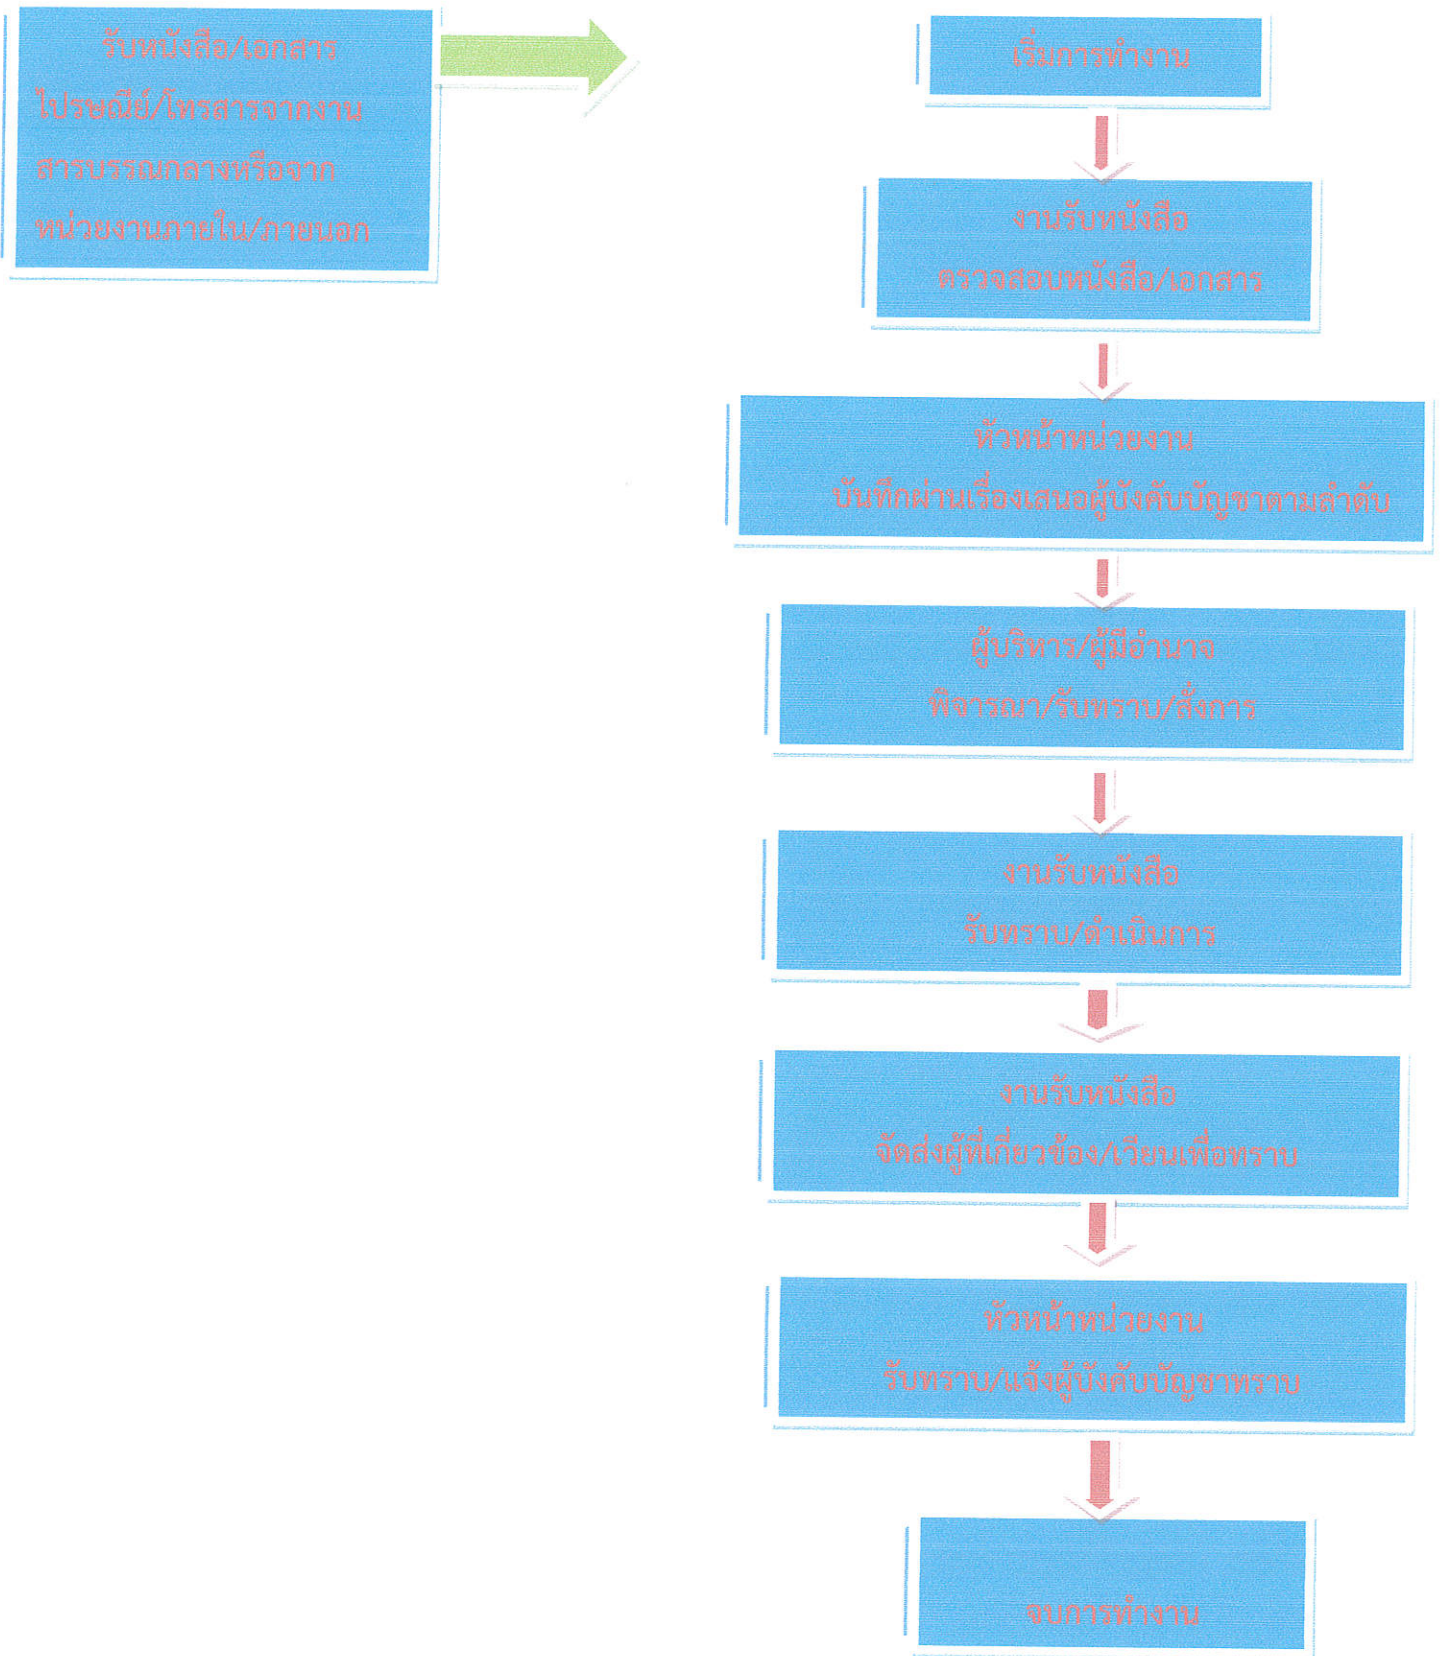 รับหนังสือ/เอกสาร
ไปรษณีย์/โทรสารจากงาน
สารบรรณกลางหรือจาก
หน่วยงานภายใน/ภายนอก
เริ่มการทำงาน
งานรับหนังสือ
ตรวจสอบหนังสือ/เอกสาร
หัวหน้าหน่วยงาน
บันทึกผ่านเรื่องเสนอผู้บังคับบัญชาตามลำดับ
ผู้บริหาร/ผู้มีอำนาจ
พิจารณา/รับทราบ/สั่งการ
งานรับหนังสือ
รับทราบ/ดำเนินการ
งานรับหนังสือ
จัดส่งผู้ที่เกี่ยวข้อง/เวียนเพื่อทราบ
หัวหน้าหน่วยงาน
รับทราบ/แจ้งผู้บังคับบัญชาทราบ
จบการทำงาน